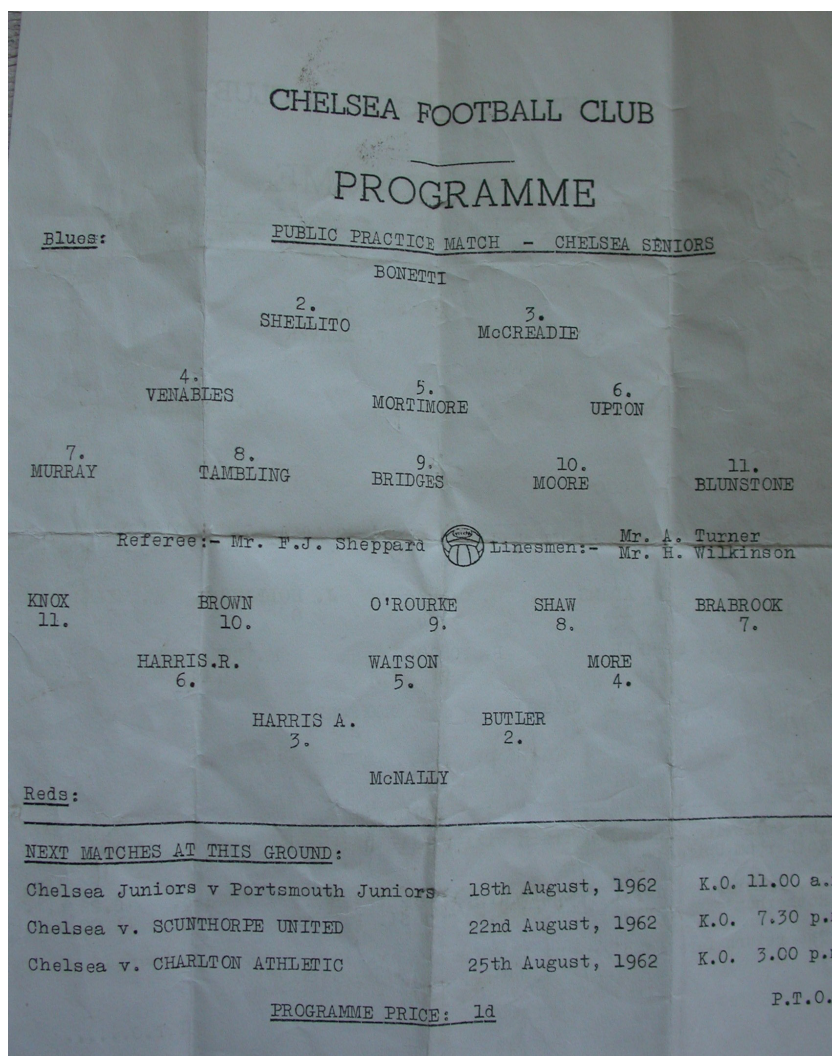 CHELSEA FOOTBALL CLUB
PROGRAMME
Blues: PUBLIC PRACTICE MATCH - CHELSEA SENIORS
BONETTI
2. 3.
SHELLITO McCREADIE
4. 5. 6.
VENABLES MORTIMORE UPTON
7. 8. 9. 10. 11.
MURRAY TAMBLING BRIDGES MOORE BLUNSTONE
Referee:- Mr. F.J. Sheppard Linesmen:- Mr. A. Turner
Mr. H. Wilkinson
KNOX BROWN O'ROURKE SHAW BRABROOK
11. 10. 9. 8. 7.
HARRIS.R. WATSON MORE
6. 5. 4.
HARRIS A. BUTLER
3. 2.
McNALLY
Reds:
NEXT MATCHES AT THIS GROUND:
Chelsea Juniors v Portsmouth Juniors 18th August, 1962 K.O. 11.00 a.
Chelsea v. SCUNTHORPE UNITED 22nd August, 1962 K.O. 7.30 p.
Chelsea v. CHARLTON ATHLETIC 25th August, 1962 K.O. 3.00 p.
P.T.O.
PROGRAMME PRICE: 1d